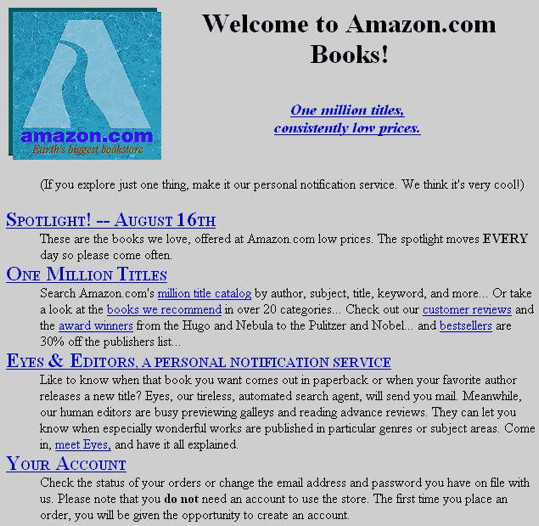 Welcome to Amazon.com
Books!
One million titles,
consistently low prices.
amazon.com
Earth's biggest bookstore
(If you explore just one thing, make it our personal notification service. We think it's very cool!)
SPOTLIGHT! -- AUGUST 16TH
These are the books we love, offered at Amazon.com low prices. The spotlight moves EVERY
day so please come often.
ONE MILLION TITLES
Search Amazon.com's million title catalog by author, subject, title, keyword, and more... Or take
a look at the books we recommend in over 20 categories... Check out our customer reviews and
the award winners from the Hugo and Nebula to the Pulitzer and Nobel... and bestsellers are
30% off the publishers list...
EYES & EDITORS, A PERSONAL NOTIFICATION SERVICE
Like to know when that book you want comes out in paperback or when your favorite author
releases a new title? Eyes, our tireless, automated search agent, will send you mail. Meanwhile,
our human editors are busy previewing galleys and reading advance reviews. They can let you
know when especially wonderful works are published in particular genres or subject areas. Come
in, meet Eyes, and have it all explained.
YOUR ACCOUNT
Check the status of your orders or change the email address and password you have on file with
us. Please note that you do not need an account to use the store. The first time you place an
order, you will be given the opportunity to create an account.